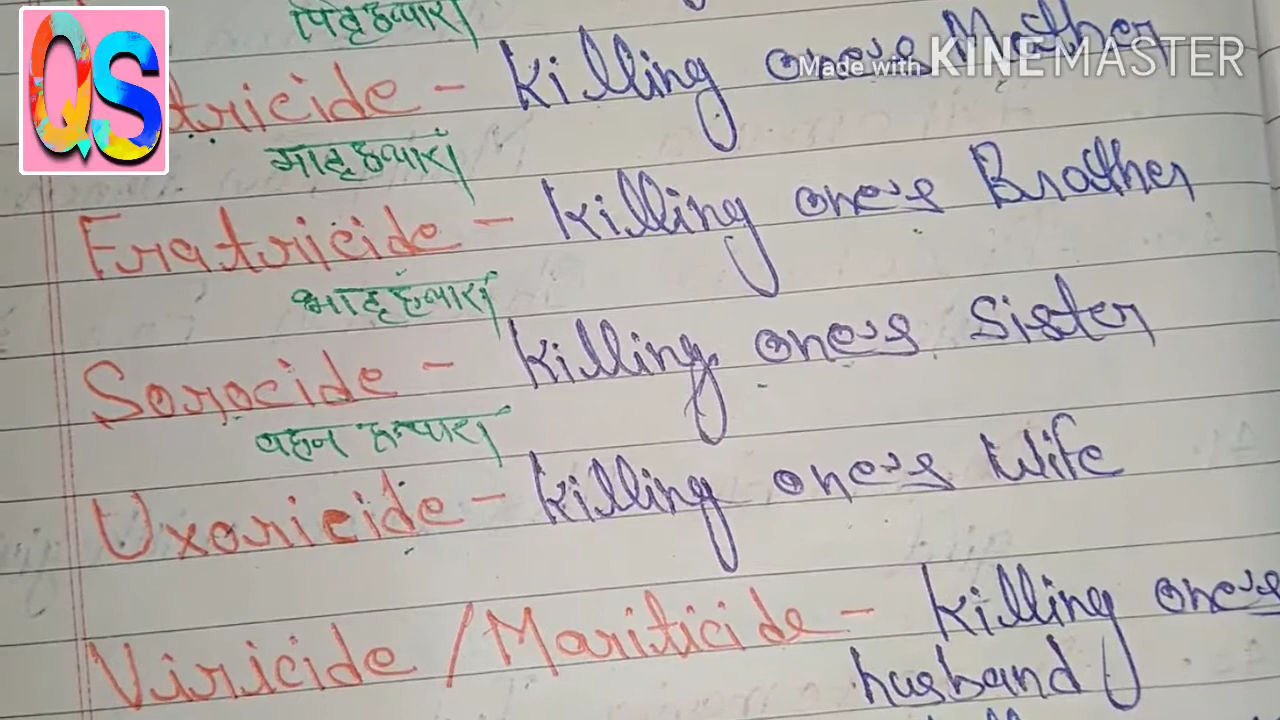 पितृहत्यारा
QS
tricide - Killing one's Mother
Made with KINEMASTER
मातृहत्यारा
Fratricide - Killing one's Brother
भातृहत्यारा
Sorocide - Killing one's Sister
बहन हत्यारा
Uxoricide - Killing one's Wife
Viricide / Mariticide - Killing one's
husband